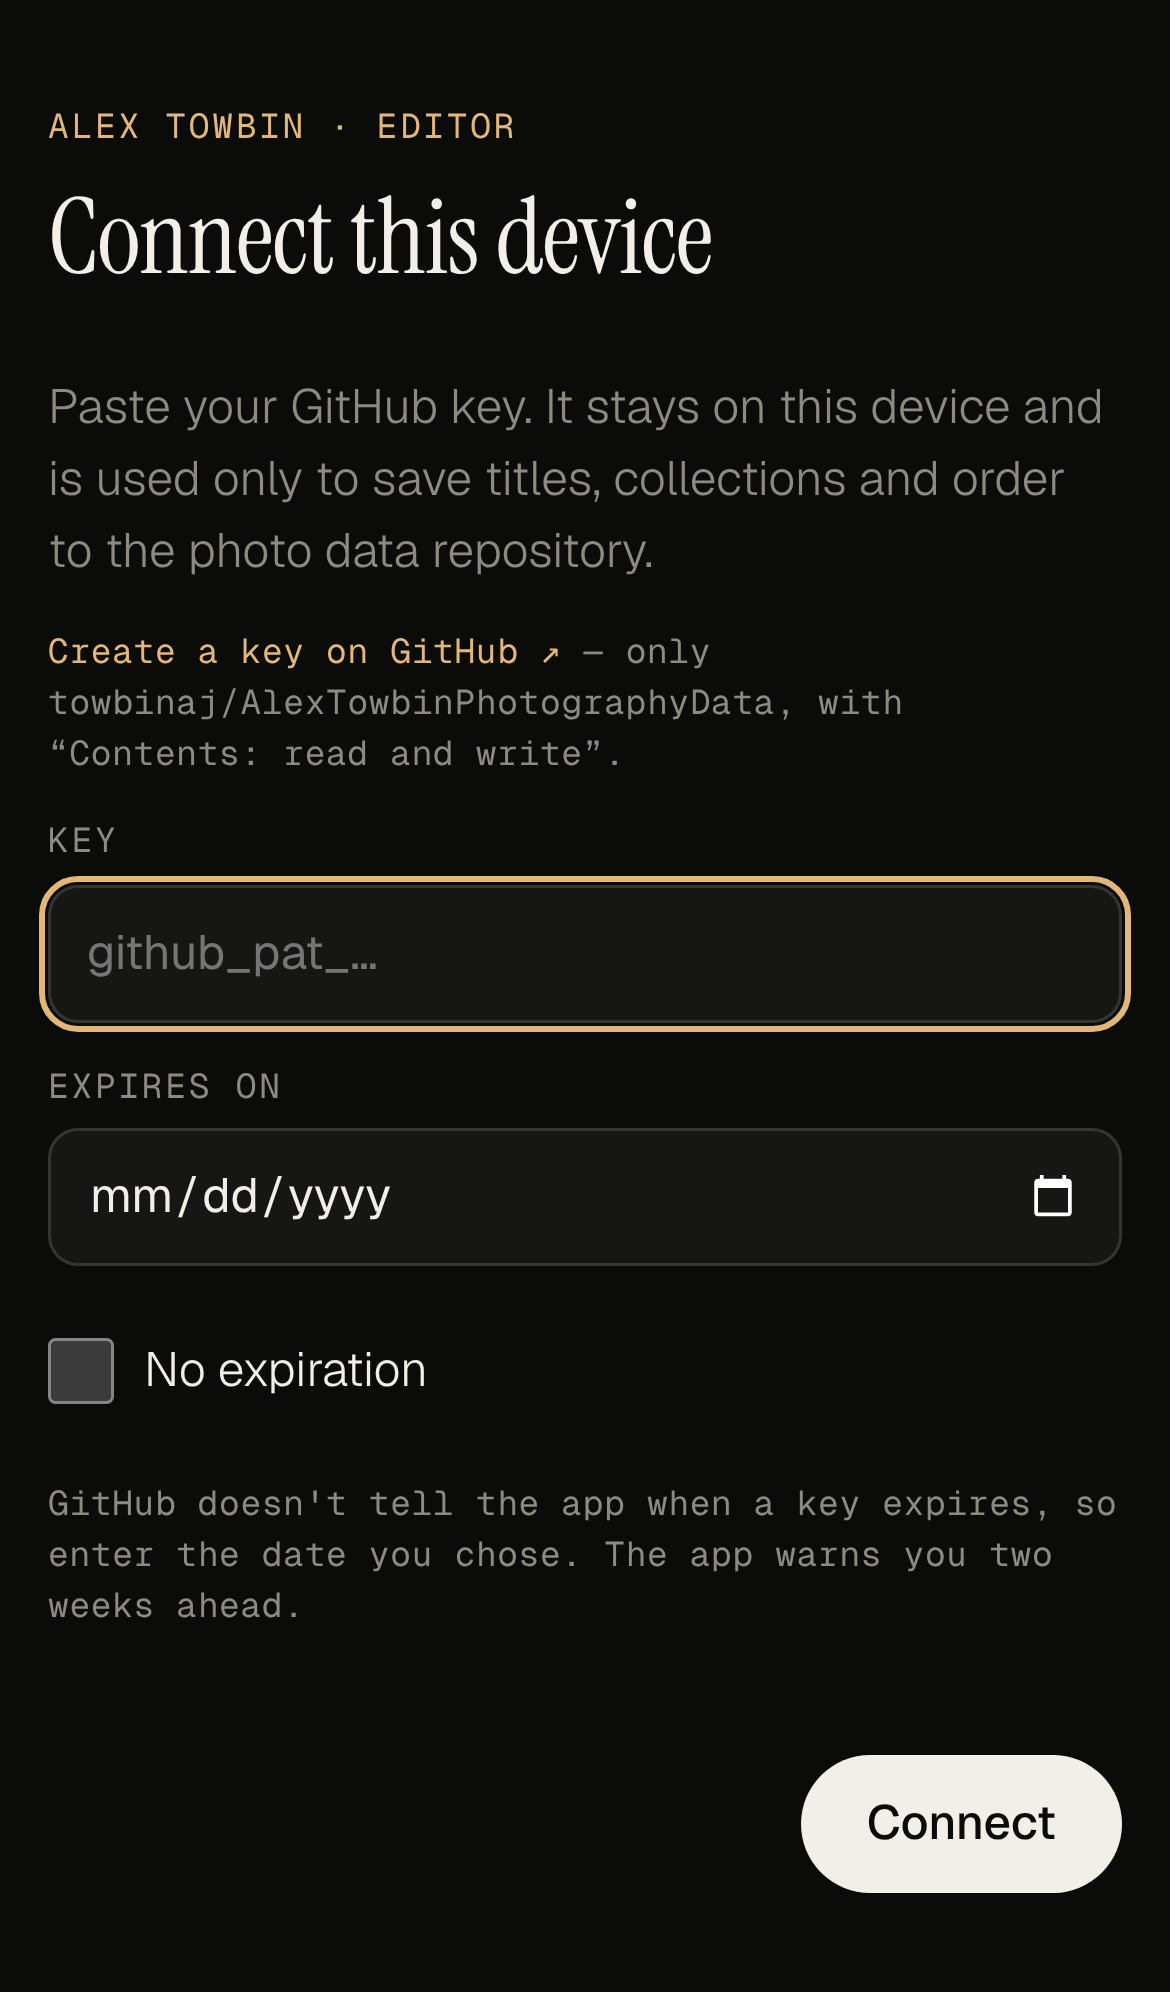 ALEX TOWBIN · EDITOR
Connect this device
Paste your GitHub key. It stays on this device and
is used only to save titles, collections and order
to the photo data repository.
Create a key on GitHub ↗ — only
towbinaj/AlexTowbinPhotographyData, with
“Contents: read and write”.
KEY
github_pat_…
EXPIRES ON
mm/dd/yyyy
No expiration
GitHub doesn't tell the app when a key expires, so
enter the date you chose. The app warns you two
weeks ahead.
Connect